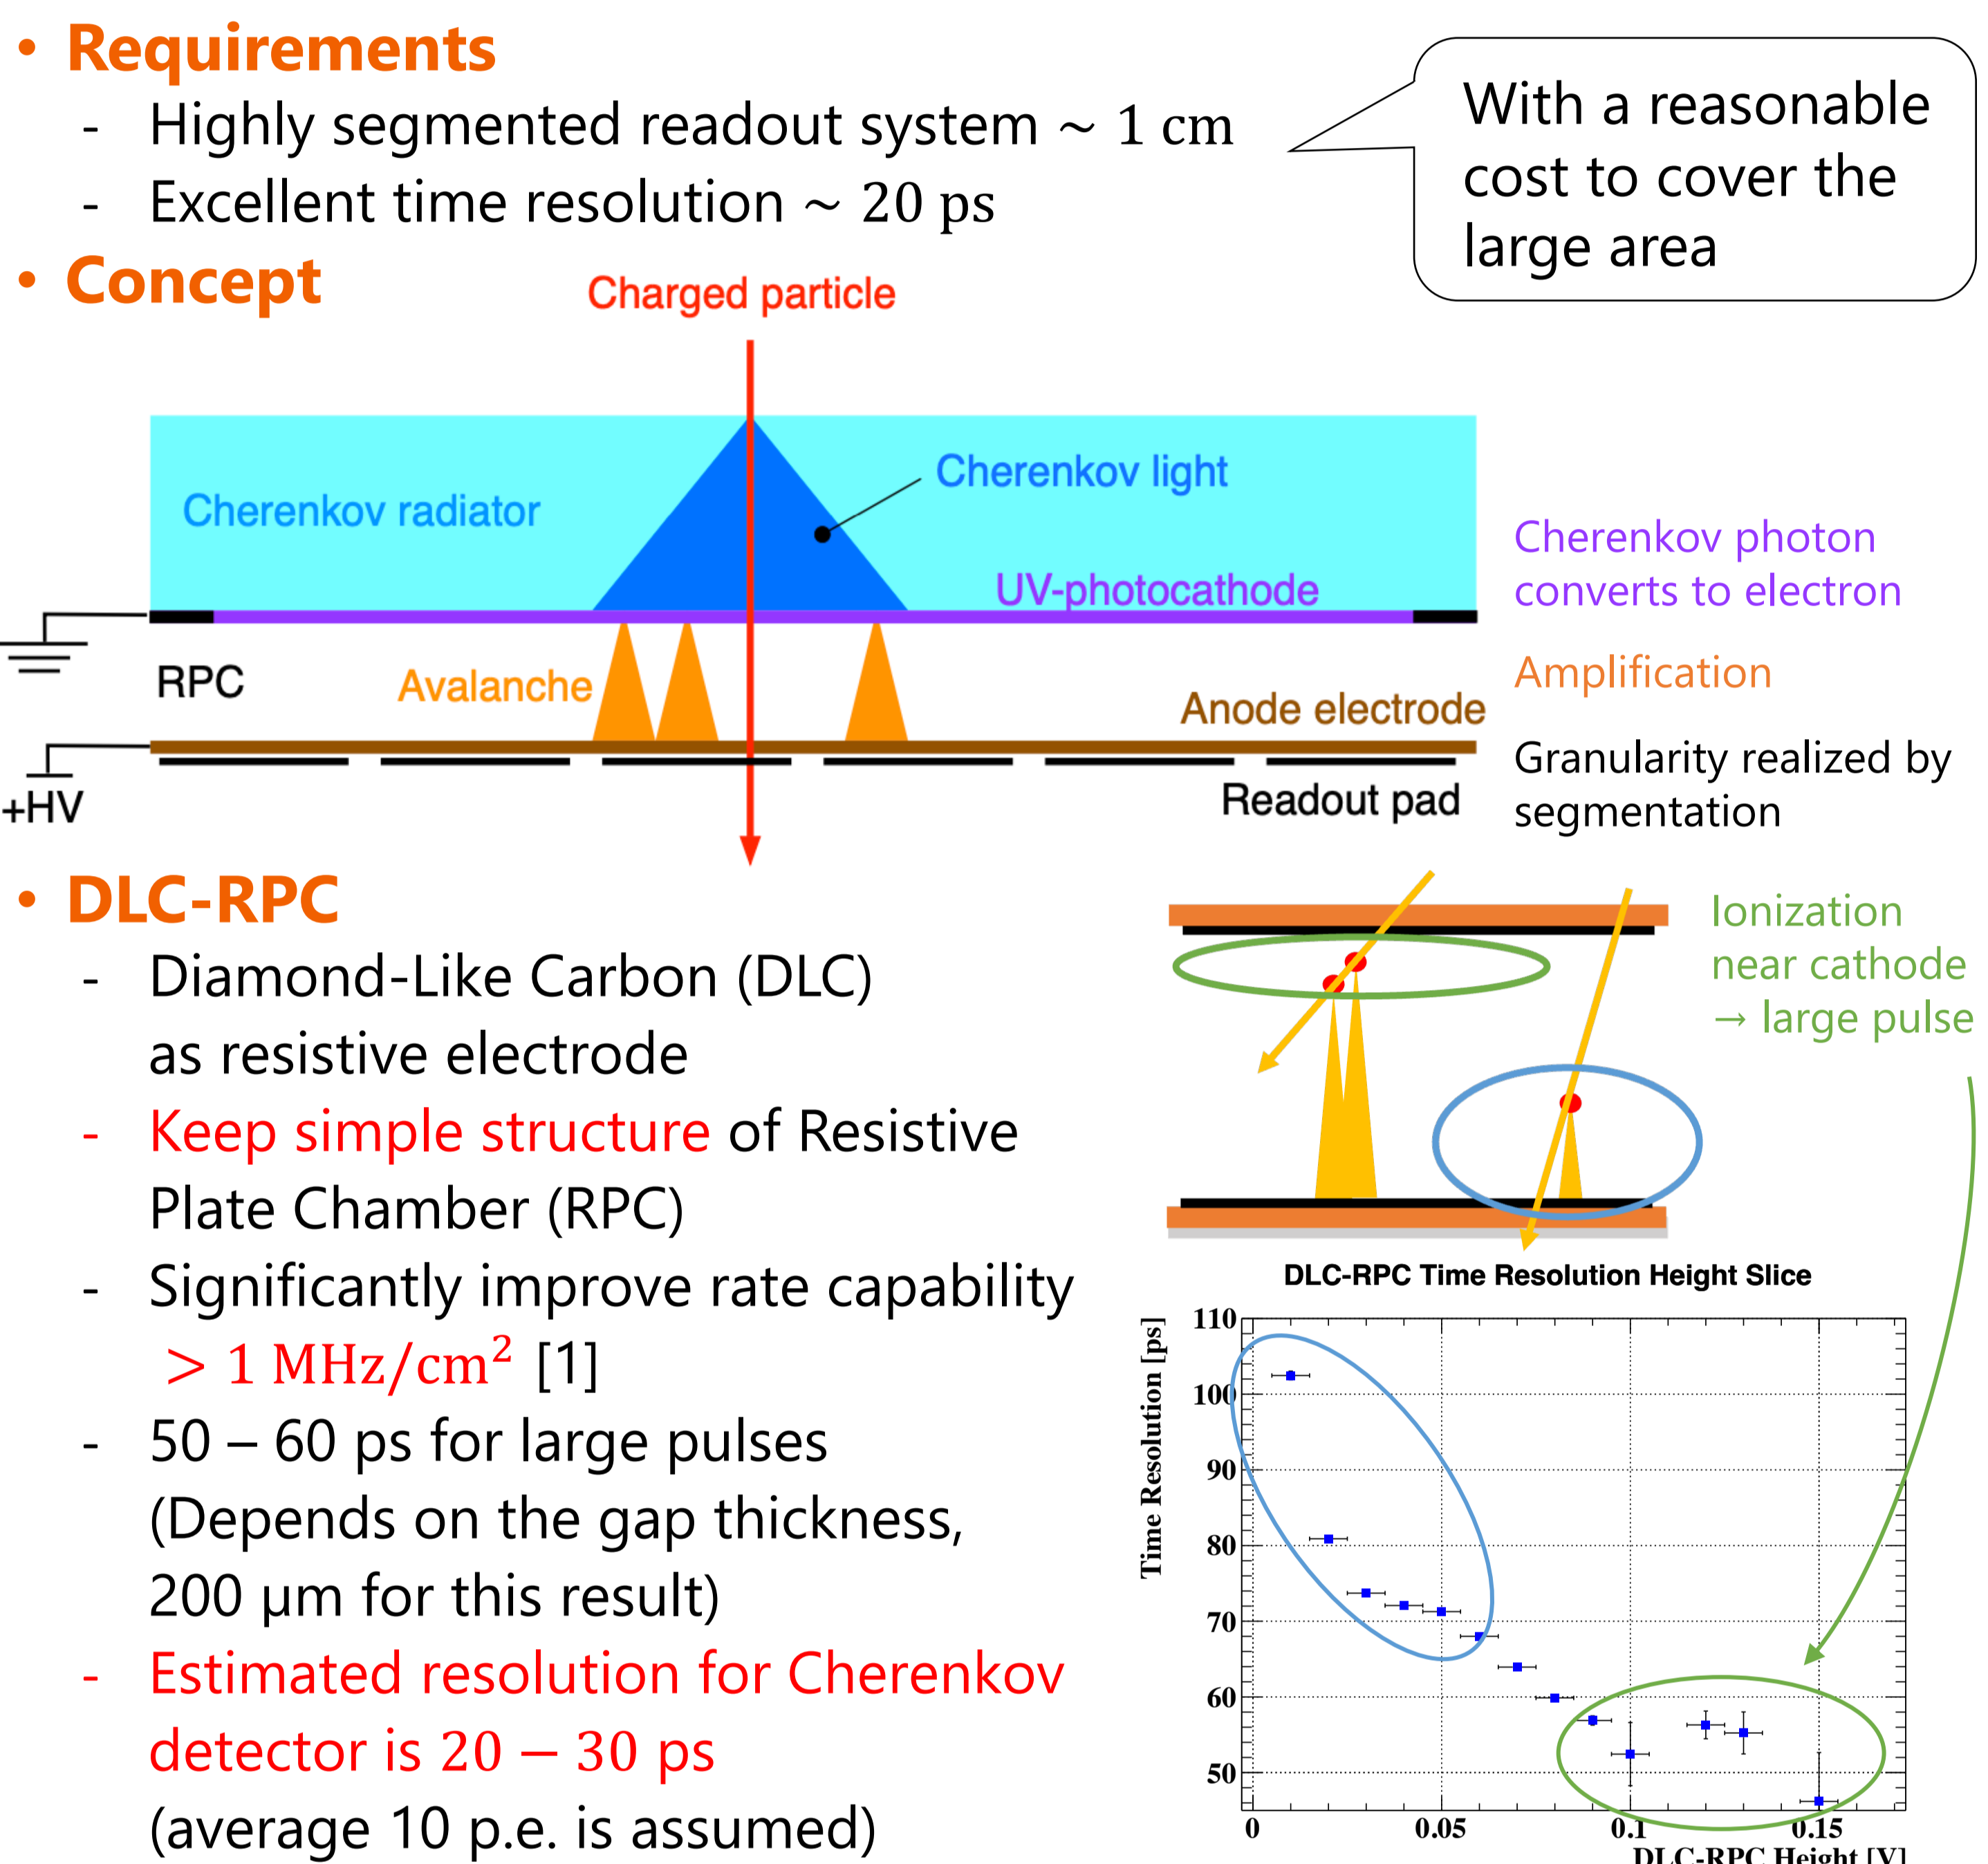 • Requirements
- Highly segmented readout system ~ 1 cm
- Excellent time resolution ~ 20 ps
With a reasonable
cost to cover the
large area
• Concept
Charged particle
Cherenkov radiator
Cherenkov light
UV-photocathode
Cherenkov photon
converts to electron
RPC
Avalanche
Amplification
Anode electrode
Granularity realized by
segmentation
+HV
Readout pad
• DLC-RPC
- Diamond-Like Carbon (DLC)
as resistive electrode
- Keep simple structure of Resistive
Plate Chamber (RPC)
- Significantly improve rate capability
> 1 MHz/cm² [1]
- 50 – 60 ps for large pulses
(Depends on the gap thickness,
200 μm for this result)
- Estimated resolution for Cherenkov
detector is 20 – 30 ps
(average 10 p.e. is assumed)
Ionization
near cathode
→ large pulse
DLC-RPC Time Resolution Height Slice
Time Resolution [ps]
110
100
90
80
70
60
50
0 0.05 0.1 0.15
DLC-RPC Height [V]